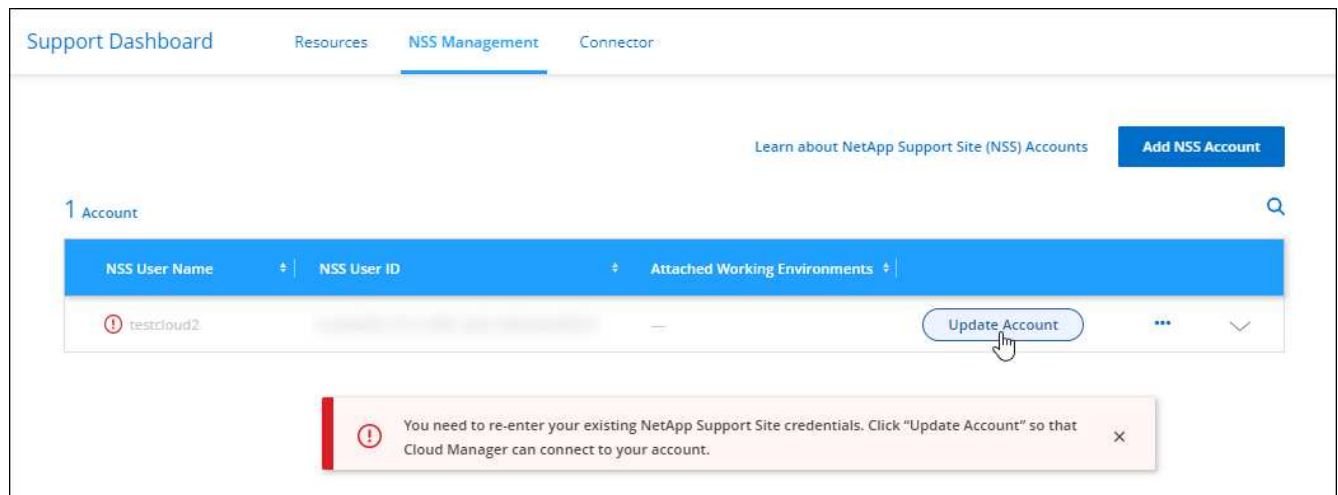 Support Dashboard Resources NSS Management Connector
Learn about NetApp Support Site (NSS) Accounts Add NSS Account
1 Account
NSS User Name NSS User ID Attached Working Environments
testcloud2 — Update Account •••
You need to re-enter your existing NetApp Support Site credentials. Click “Update Account” so that
Cloud Manager can connect to your account.